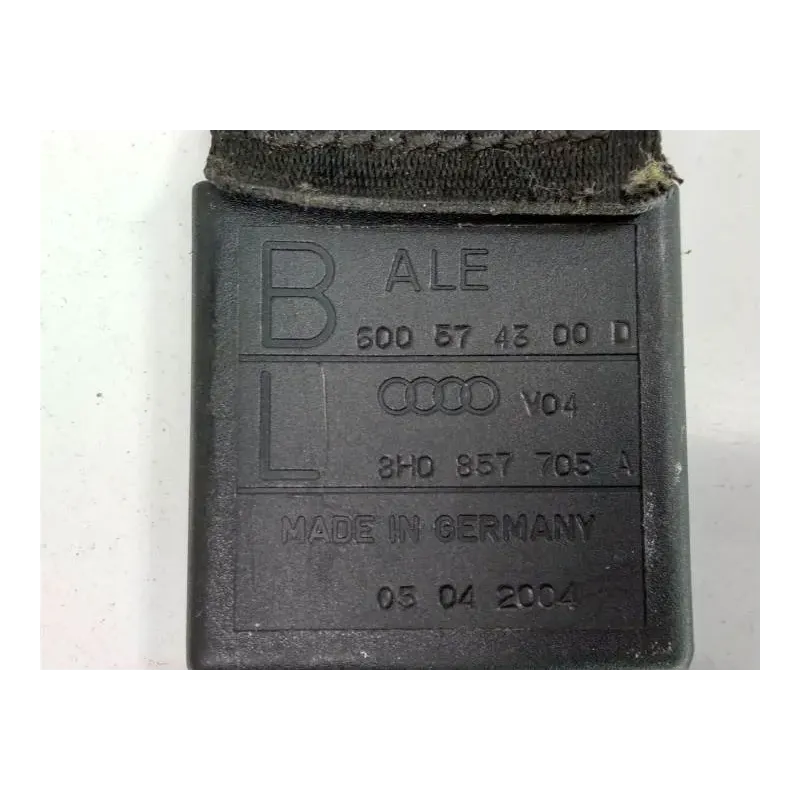 B ALE
600 57 43 00 D
L V04
8H0 857 705 A
MADE IN GERMANY
05 04 2004